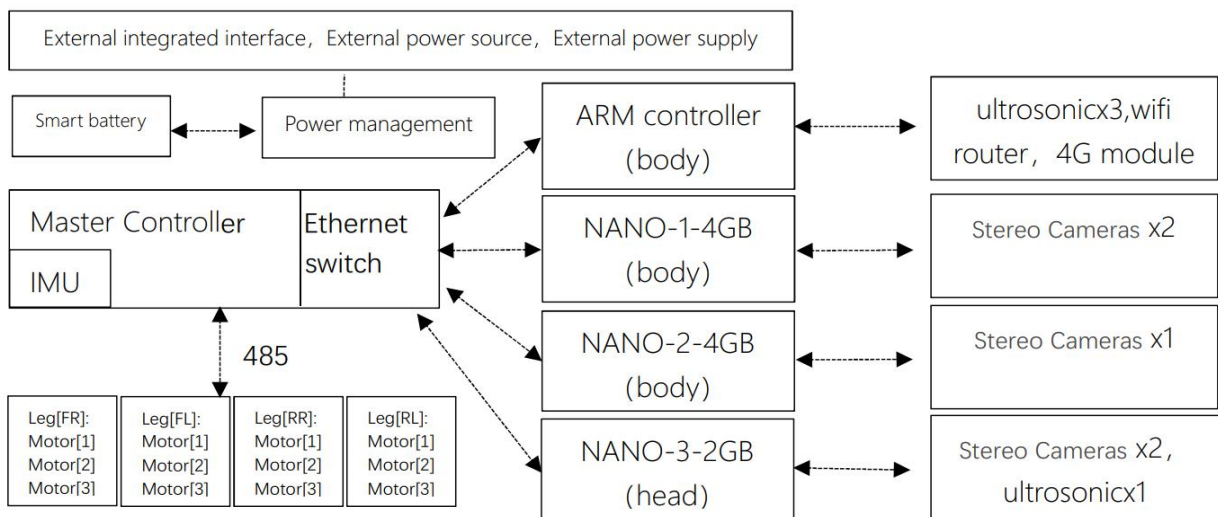 External integrated interface，External power source，External power supply
Smart battery
Power management
ARM controller
(body)
ultrosonicx3,wifi
router，4G module
Master Controller
IMU
Ethernet
switch
NANO-1-4GB
(body)
Stereo Cameras x2
NANO-2-4GB
(body)
Stereo Cameras x1
485
Leg[FR]:
Motor[1]
Motor[2]
Motor[3]
Leg[FL]:
Motor[1]
Motor[2]
Motor[3]
Leg[RR]:
Motor[1]
Motor[2]
Motor[3]
Leg[RL]:
Motor[1]
Motor[2]
Motor[3]
NANO-3-2GB
(head)
Stereo Cameras x2，
ultrosonicx1